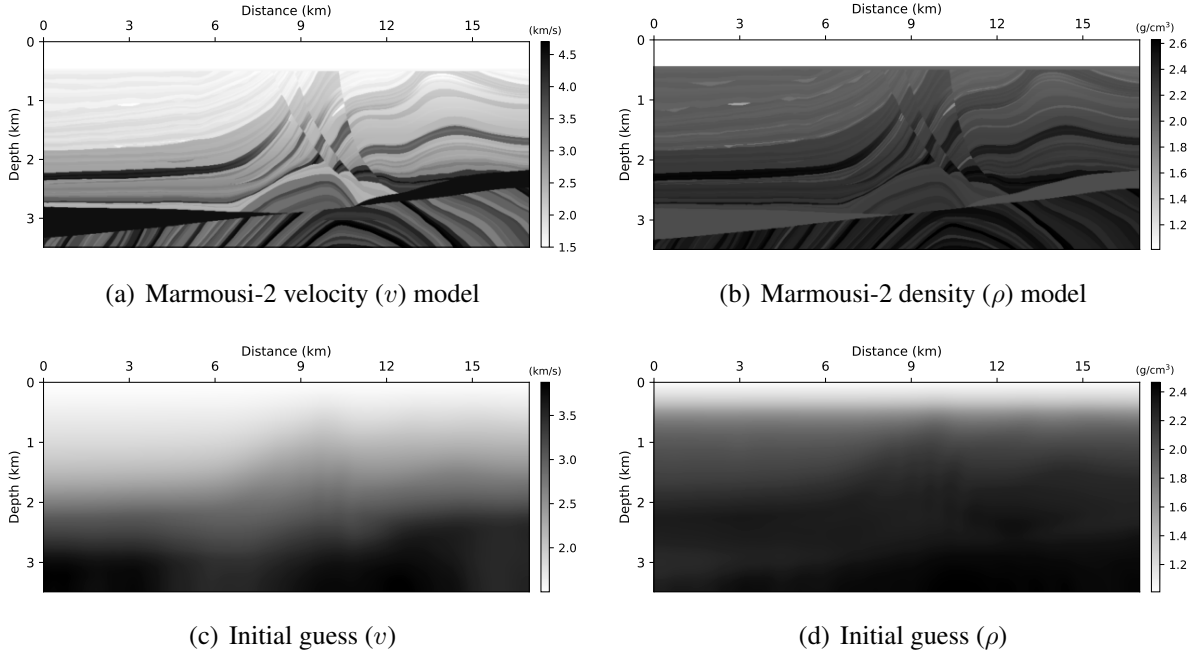 Distance (km)
0 3 6 9 12 15
(km/s)
Depth (km)
0
1
2
3
4.5
4.0
3.5
3.0
2.5
2.0
1.5
(a) Marmousi-2 velocity (v) model
Distance (km)
0 3 6 9 12 15
(g/cm³)
Depth (km)
0
1
2
3
2.6
2.4
2.2
2.0
1.8
1.6
1.4
1.2
(b) Marmousi-2 density (ρ) model
Distance (km)
0 3 6 9 12 15
(km/s)
Depth (km)
0
1
2
3
3.5
3.0
2.5
2.0
(c) Initial guess (v)
Distance (km)
0 3 6 9 12 15
(g/cm³)
Depth (km)
0
1
2
3
2.4
2.2
2.0
1.8
1.6
1.4
1.2
(d) Initial guess (ρ)